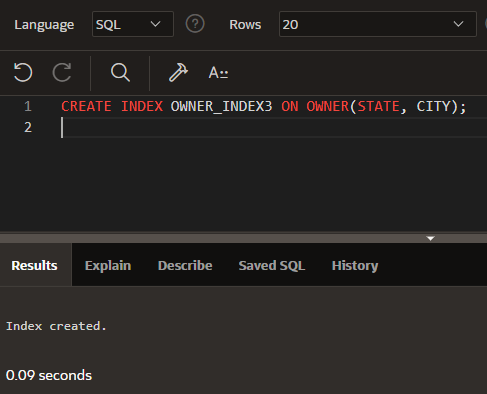 Language SQL ? Rows 20
A::
1 CREATE INDEX OWNER_INDEX3 ON OWNER(STATE, CITY);
2
Results Explain Describe Saved SQL History
Index created.
0.09 seconds